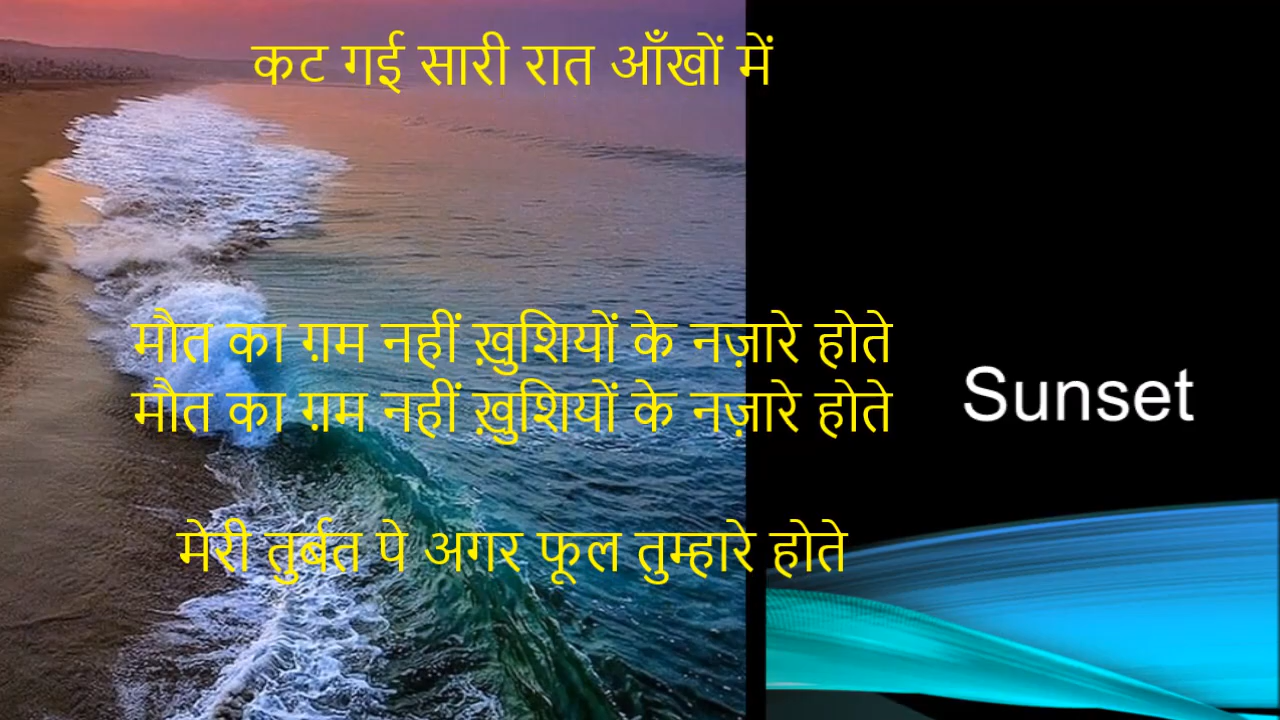 कट गई सारी रात आँखों में
मौत का ग़म नहीं ख़ुशियों के नज़ारे होते
मौत का ग़म नहीं ख़ुशियों के नज़ारे होते
Sunset
मेरी तुर्बत पे अगर फूल तुम्हारे होते